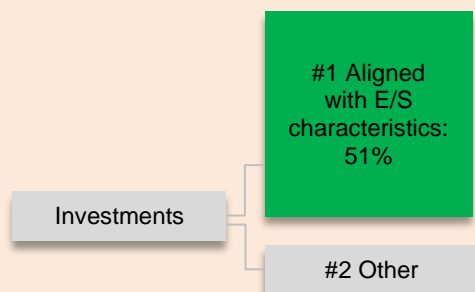 #1 Aligned
with E/S
characteristics:
51%
Investments
#2 Other